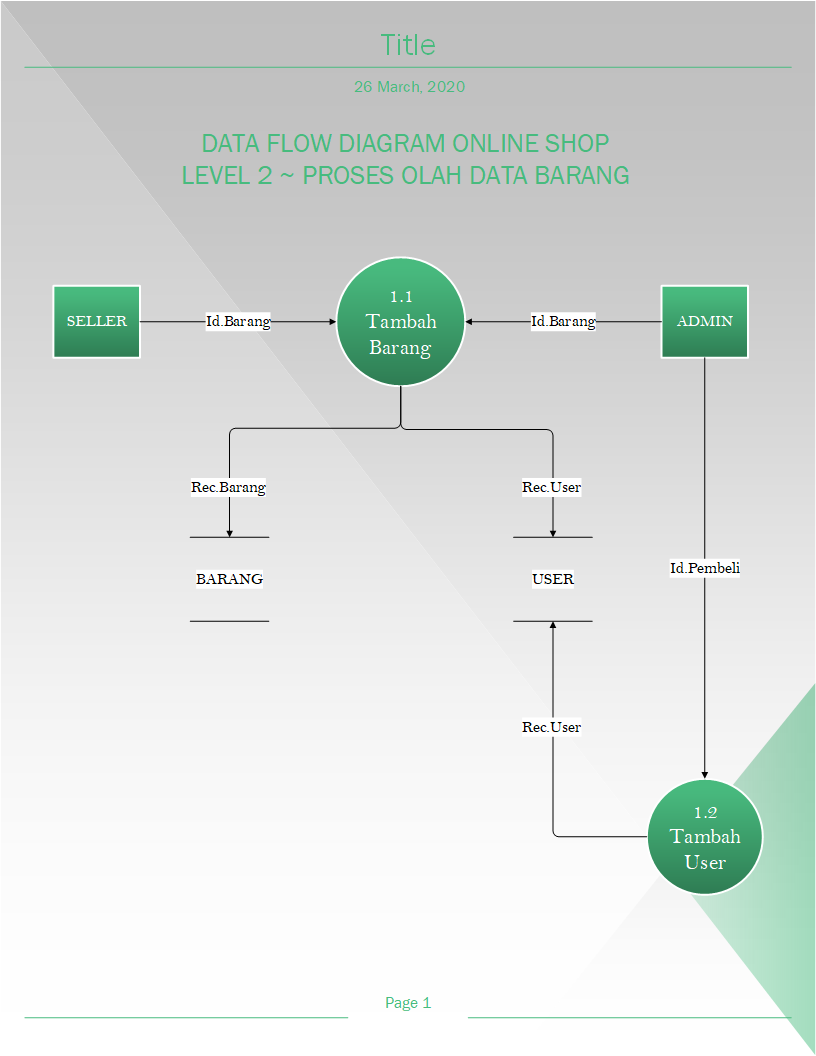 Title
26 March, 2020
DATA FLOW DIAGRAM ONLINE SHOP
LEVEL 2 ~ PROSES OLAH DATA BARANG
SELLER
Id.Barang
1.1
Tambah
Barang
Id.Barang
ADMIN
Rec.Barang
Rec.User
BARANG
USER
Id.Pembeli
Rec.User
1.2
Tambah
User
Page 1